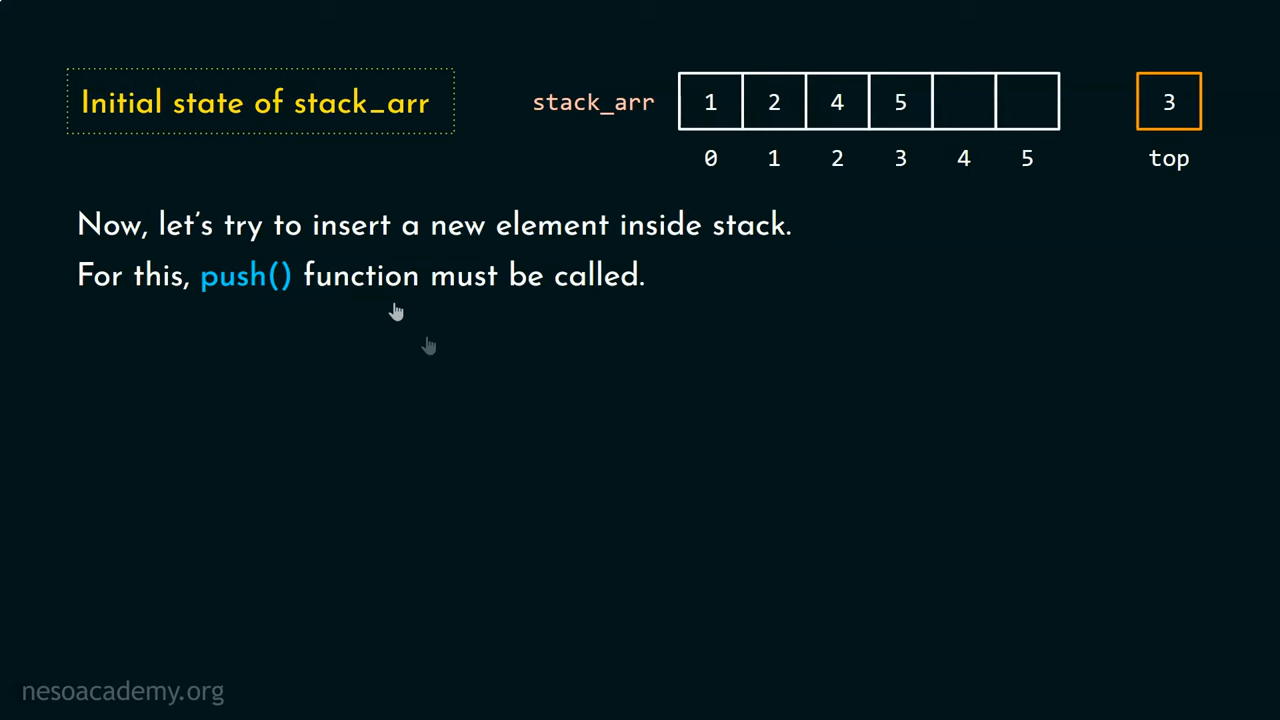 Initial state of stack_arr
stack_arr 1 2 4 5 3
0 1 2 3 4 5 top
Now, let's try to insert a new element inside stack.
For this, push() function must be called.
nesoacademy.org